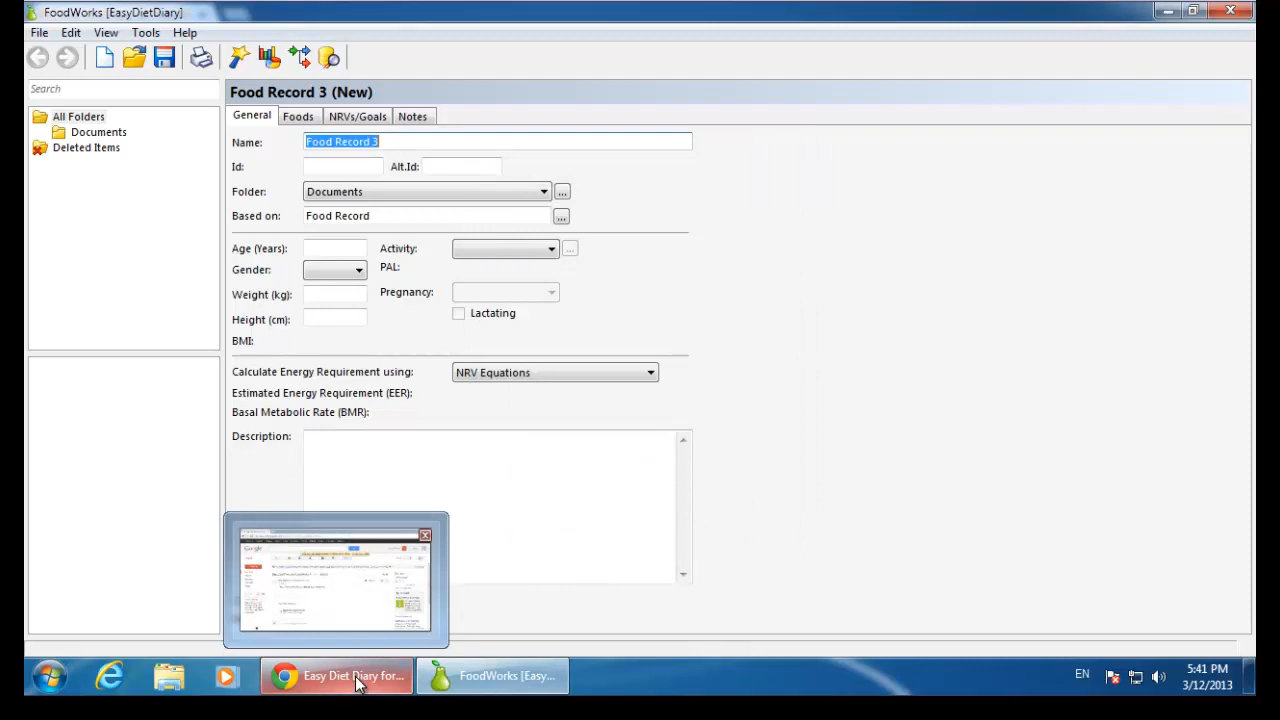 FoodWorks [EasyDietDiary]
File Edit View Tools Help
Search
All Folders
Documents
Deleted Items
Food Record 3 (New)
General Foods NRVs/Goals Notes
Name: Food Record 3
Id: Alt.Id:
Folder: Documents ...
Based on: Food Record ...
Age (Years): Activity: ...
Gender: PAL:
Weight (kg): Pregnancy:
Height (cm): Lactating
BMI:
Calculate Energy Requirement using: NRV Equations
Estimated Energy Requirement (EER):
Basal Metabolic Rate (BMR):
Description:
Google
Easy Diet Diary for... FoodWorks [Easy... EN 5:41 PM
3/12/2013